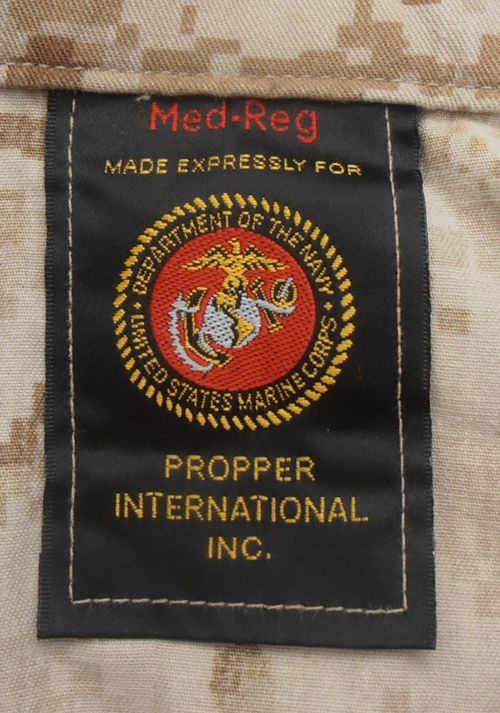 Med-Reg
MADE EXPRESSLY FOR
DEPARTMENT OF THE NAVY
UNITED STATES MARINE CORPS
PROPPER
INTERNATIONAL
INC.